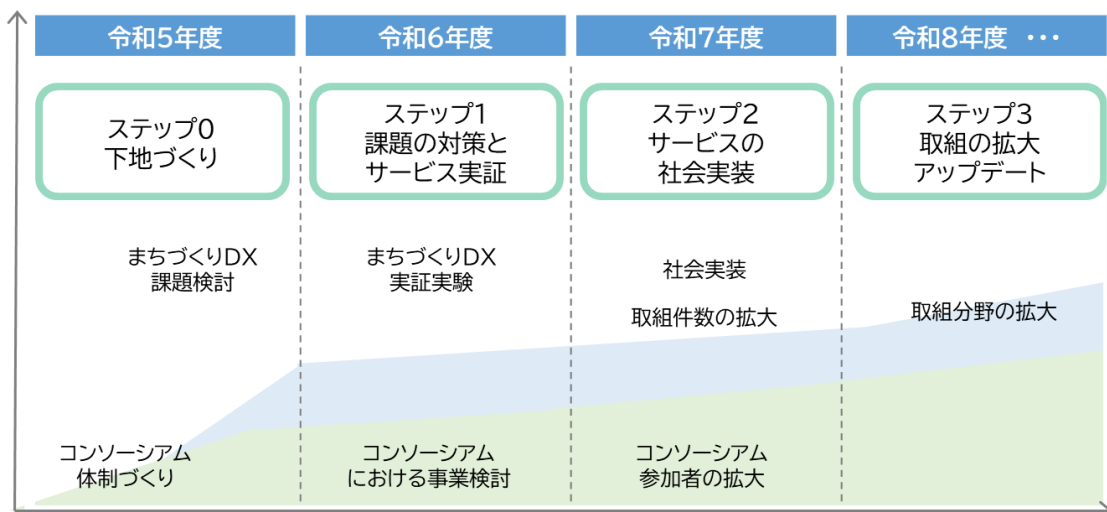 令和5年度
令和6年度
令和7年度
令和8年度 ・・・
ステップ0
下地づくり
ステップ1
課題の対策と
サービス実証
ステップ2
サービスの
社会実装
ステップ3
取組の拡大
アップデート
まちづくりDX
課題検討
まちづくりDX
実証実験
社会実装
取組件数の拡大
取組分野の拡大
コンソーシアム
体制づくり
コンソーシアム
における事業検討
コンソーシアム
参加者の拡大